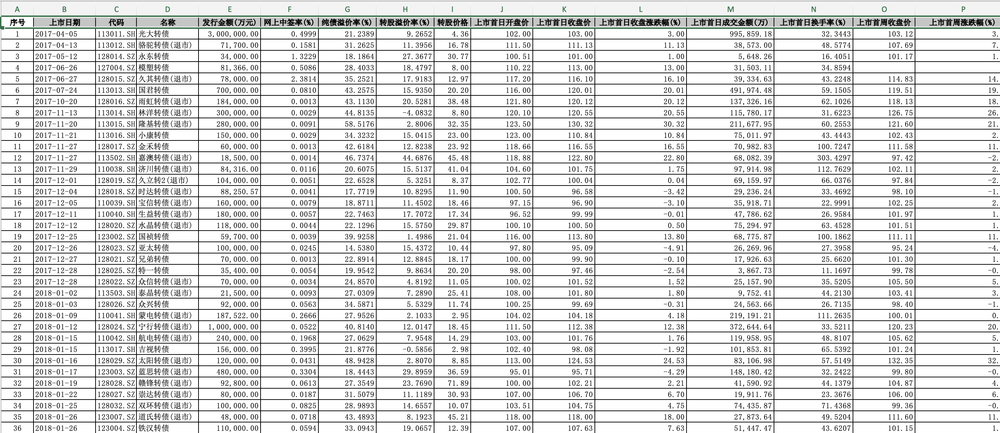 A B C D E F G H I J K L M N O P
序号 上市日期 代码 名称 发行金额(万元) 网上中签率(%) 纯债溢价率(%) 转股溢价率(%) 转股价格 上市首日开盘价 上市首日收盘价 上市首日收盘涨跌幅(%) 上市首日成交金额(万) 上市首日换手率(%) 上市首周收盘价 上市首周涨跌幅(%)
1 2017-04-05 113011.SH 光大转债 3,000,000.00 0.4999 21.2389 9.2652 4.36 102.00 103.00 3.00 995,859.18 32.3443 103.12 3.
2 2017-04-13 113012.SH 骆驼转债(退市) 71,700.00 0.1581 31.2625 11.3956 16.78 111.50 111.13 11.13 38,573.00 48.5774 107.69 7.
3 2017-05-12 128014.SZ 永东转债 34,000.00 1.3229 18.1864 27.3677 30.77 100.51 101.00 1.00 5,648.26 16.4051 101.17 1.
4 2017-06-26 127004.SZ 模塑转债 81,366.00 0.5086 28.4033 18.4797 8.00 110.22 113.00 13.00 31,503.11 34.8594
5 2017-06-27 128015.SZ 久其转债(退市) 78,000.00 2.3814 35.2521 17.9183 12.97 117.20 116.10 16.10 39,334.63 43.2248 114.83 14.
6 2017-07-24 113013.SH 国君转债 700,000.00 0.0810 43.2575 15.9350 20.20 116.00 120.01 20.01 491,974.48 59.1505 119.51 19.
7 2017-10-20 128016.SZ 雨虹转债(退市) 184,000.00 0.0013 43.1130 20.5281 38.48 121.80 120.12 20.12 137,326.16 62.1026 118.13 18.
8 2017-11-13 113014.SH 林洋转债(退市) 300,000.00 0.0029 44.8135 -4.0832 8.80 120.10 120.55 20.55 115,780.17 31.6223 126.75 26.
9 2017-11-20 113015.SH 隆基转债(退市) 280,000.00 0.0091 58.5176 2.8006 32.35 123.50 130.32 30.32 211,677.95 60.2553 121.60 21.
10 2017-11-21 113016.SH 小康转债 150,000.00 0.0029 34.3232 15.0415 23.00 123.00 110.84 10.84 75,011.97 43.4443 102.43 2.
11 2017-11-27 128017.SZ 金禾转债 60,000.00 0.0013 42.6184 12.8238 23.92 118.66 116.55 16.55 70,982.83 100.7247 111.58 11.
12 2017-11-27 113502.SH 嘉澳转债(退市) 18,500.00 0.0014 46.7374 44.6876 45.48 118.88 122.80 22.80 68,082.39 303.4297 97.42 -2.
13 2017-11-29 110038.SH 济川转债(退市) 84,316.00 0.0116 20.6075 15.5137 41.04 104.60 101.75 1.75 97,914.98 112.7629 102.11 2.
14 2017-12-01 128019.SZ 久立转2(退市) 104,000.00 0.0051 22.6528 5.3251 8.37 102.77 100.04 0.04 69,159.97 66.0376 97.84 -2.
15 2017-12-04 128018.SZ 时达转债(退市) 88,250.57 0.0041 17.7719 10.8295 11.90 100.50 96.58 -3.42 29,236.24 33.4692 98.10 -1.
16 2017-12-05 110039.SH 宝信转债(退市) 160,000.00 0.0079 18.8711 11.4502 18.46 97.15 96.90 -3.10 35,918.71 22.9991 102.25 2.
17 2017-12-11 110040.SH 生益转债(退市) 180,000.00 0.0057 22.7463 17.7072 17.34 96.52 99.99 -0.01 47,786.62 26.9584 101.97 1.
18 2017-12-12 128020.SZ 水晶转债(退市) 118,000.00 0.0044 22.1296 15.5750 29.87 100.10 100.50 0.50 75,294.97 63.4528 101.51 1.
19 2017-12-25 123002.SZ 国祯转债 59,700.00 0.0039 39.9258 1.4986 21.04 116.00 113.80 13.80 68,775.87 100.1862 111.11 11.
20 2017-12-26 128023.SZ 亚太转债 100,000.00 0.0245 14.5380 15.4372 10.44 97.80 95.09 -4.91 26,269.96 27.3958 95.24 -4.
21 2017-12-27 128021.SZ 兄弟转债 70,000.00 0.0013 22.8914 12.8845 18.17 100.00 99.90 -0.10 17,926.63 25.6620 101.30 1.
22 2017-12-28 128025.SZ 特一转债 35,400.00 0.0054 19.9542 9.8634 20.20 98.00 97.46 -2.54 3,867.73 11.1697 99.78 -0.
23 2017-12-28 128022.SZ 众信转债(退市) 70,000.00 0.0034 24.8570 4.8192 11.05 100.02 101.52 1.52 25,157.90 35.5205 105.50 5.
24 2018-01-02 113503.SH 泰晶转债(退市) 21,500.00 0.0093 27.0309 7.2890 25.41 108.00 101.80 1.80 9,752.41 44.2130 103.41 3.
25 2018-01-03 128026.SZ 众兴转债 92,000.00 0.0563 34.5871 5.5329 11.74 100.25 99.69 -0.31 24,563.66 26.7135 98.40 -1.
26 2018-01-09 110041.SH 蒙电转债(退市) 187,522.00 0.2666 27.9526 2.1033 2.95 104.02 104.18 4.18 219,191.21 111.2635 100.01 0.
27 2018-01-12 128024.SZ 宁行转债(退市) 1,000,000.00 0.0522 40.8140 12.0147 18.45 111.50 112.38 12.38 372,644.64 33.5211 120.23 20.
28 2018-01-15 110042.SH 航电转债(退市) 240,000.00 0.1968 27.0629 7.9548 14.29 103.00 101.76 1.76 119,958.95 48.8107 105.62 5.
29 2018-01-15 113017.SH 吉视转债 156,000.00 0.3995 21.8776 -0.5856 2.98 102.40 98.08 -1.92 101,853.81 65.5392 101.24 1.
30 2018-01-16 128029.SZ 太阳转债(退市) 120,000.00 0.0431 48.9428 2.8070 8.85 113.00 124.53 24.53 83,106.98 57.5149 132.35 32.
31 2018-01-17 123003.SZ 蓝思转债(退市) 480,000.00 0.3304 18.4443 29.8959 36.59 95.01 95.71 -4.29 148,180.42 32.2422 99.80 -0.
32 2018-01-19 128028.SZ 赣锋转债(退市) 92,800.00 0.0613 27.3549 23.7690 71.89 100.00 102.21 2.21 41,590.92 44.1379 104.87 4.
33 2018-01-22 128027.SZ 崇达转债(退市) 80,000.00 0.0187 31.5079 11.1189 30.93 107.00 106.70 6.70 19,911.76 23.3676 106.00 6.
34 2018-01-25 128032.SZ 双环转债(退市) 100,000.00 0.0825 28.9893 14.6557 10.07 103.51 104.75 4.75 74,435.87 71.4368 99.36 -0.
35 2018-01-26 123007.SZ 道氏转债(退市) 48,000.00 0.0718 43.4893 8.1923 45.21 118.00 118.00 18.00 27,873.64 49.5204 111.60 11.
36 2018-01-26 123004.SZ 铁汉转债 110,000.00 0.0594 33.0943 19.0657 12.39 107.00 107.63 7.63 51,447.47 43.6207 101.15 1.